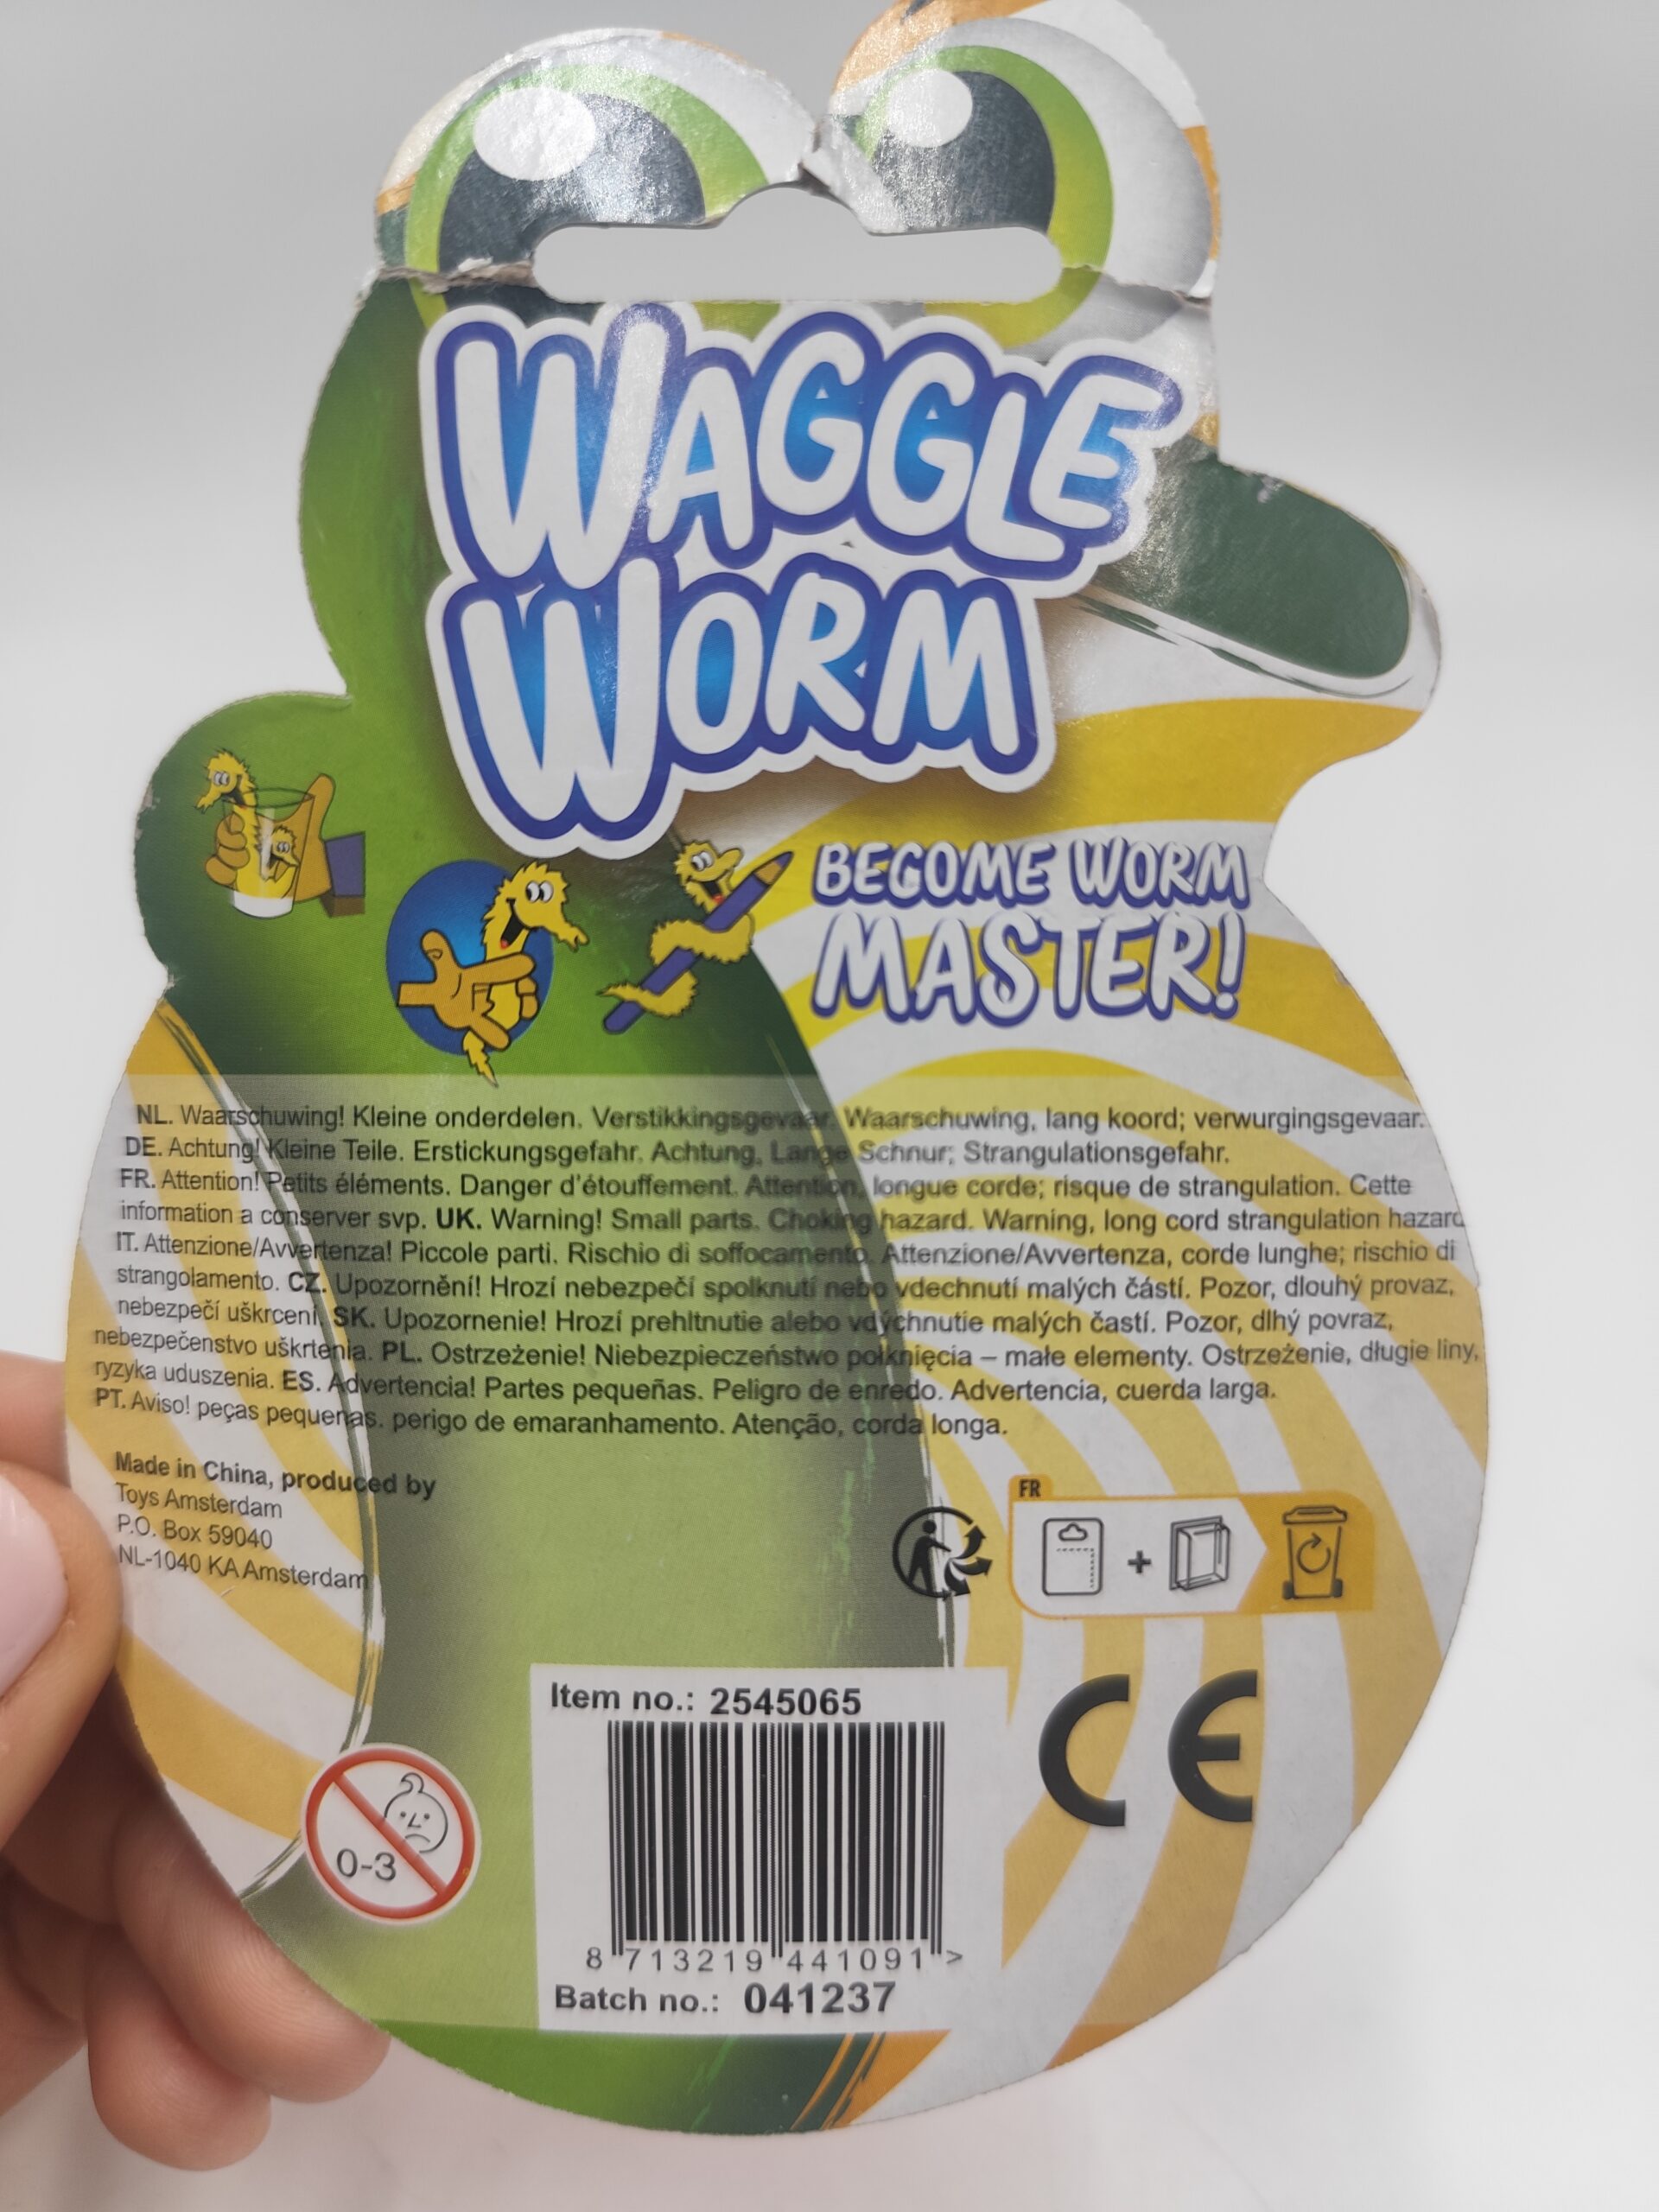 WAGGLE
WORM
BECOME WORM
MASTER!
NL. Waarschuwing! Kleine onderdelen. Verstikkingsgevaar. Waarschuwing, lang koord; verwurgingsgevaar.
DE. Achtung! Kleine Teile. Erstickungsgefahr. Achtung, Lange Schnur; Strangulationsgefahr.
FR. Attention! Petits éléments. Danger d'étouffement. Attention, longue corde; risque de strangulation. Cette
information a conserver svp. UK. Warning! Small parts. Choking hazard. Warning, long cord strangulation hazard
IT. Attenzione/Avvertenza! Piccole parti. Rischio di soffocamento. Attenzione/Avvertenza, corde lunghe; rischio di
strangolamento. CZ. Upozornění! Hrozí nebezpečí spolknutí nebo vdechnutí malých částí. Pozor, dlouhý provaz,
nebezpečí uškrcení. SK. Upozornenie! Hrozí prehltnutie alebo vdýchnutie malých častí. Pozor, dlhý povraz,
nebezpečenstvo uškrtenia. PL. Ostrzeżenie! Niebezpieczeństwo połknięcia – małe elementy. Ostrzeżenie, długie liny,
ryzyka uduszenia. ES. Advertencia! Partes pequeñas. Peligro de enredo. Advertencia, cuerda larga.
PT. Aviso! peças pequenas. perigo de emaranhamento. Atenção, corda longa.
Made in China, produced by
Toys Amsterdam
P.O. Box 59040
NL-1040 KA Amsterdam
FR
+
Item no.: 2545065
CE
0-3
8 713219 441091 >
Batch no.: 041237